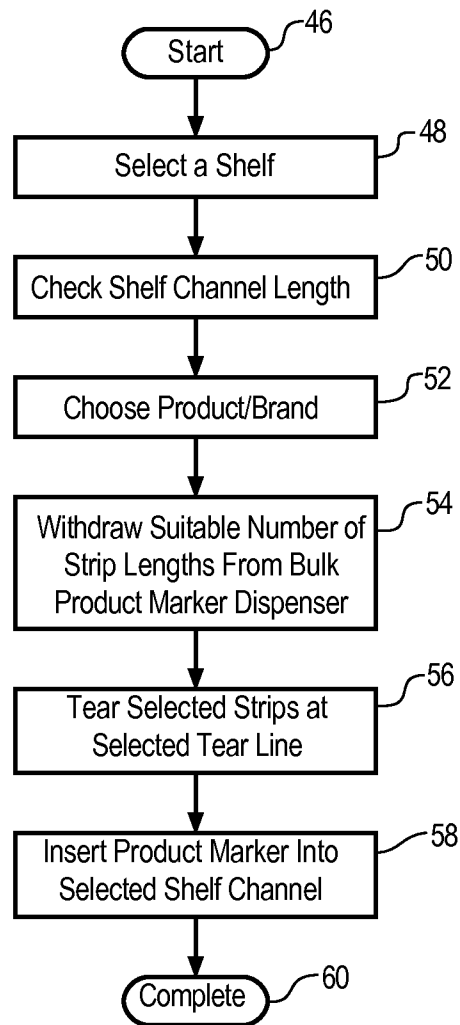 Start
46
Select a Shelf
48
Check Shelf Channel Length
50
Choose Product/Brand
52
Withdraw Suitable Number of
Strip Lengths From Bulk
Product Marker Dispenser
54
Tear Selected Strips at
Selected Tear Line
56
Insert Product Marker Into
Selected Shelf Channel
58
Complete
60